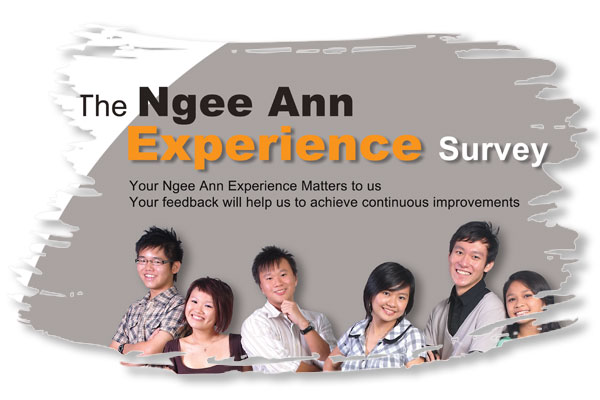 The Ngee Ann
Experience Survey
Your Ngee Ann Experience Matters to us
Your feedback will help us to achieve continuous improvements